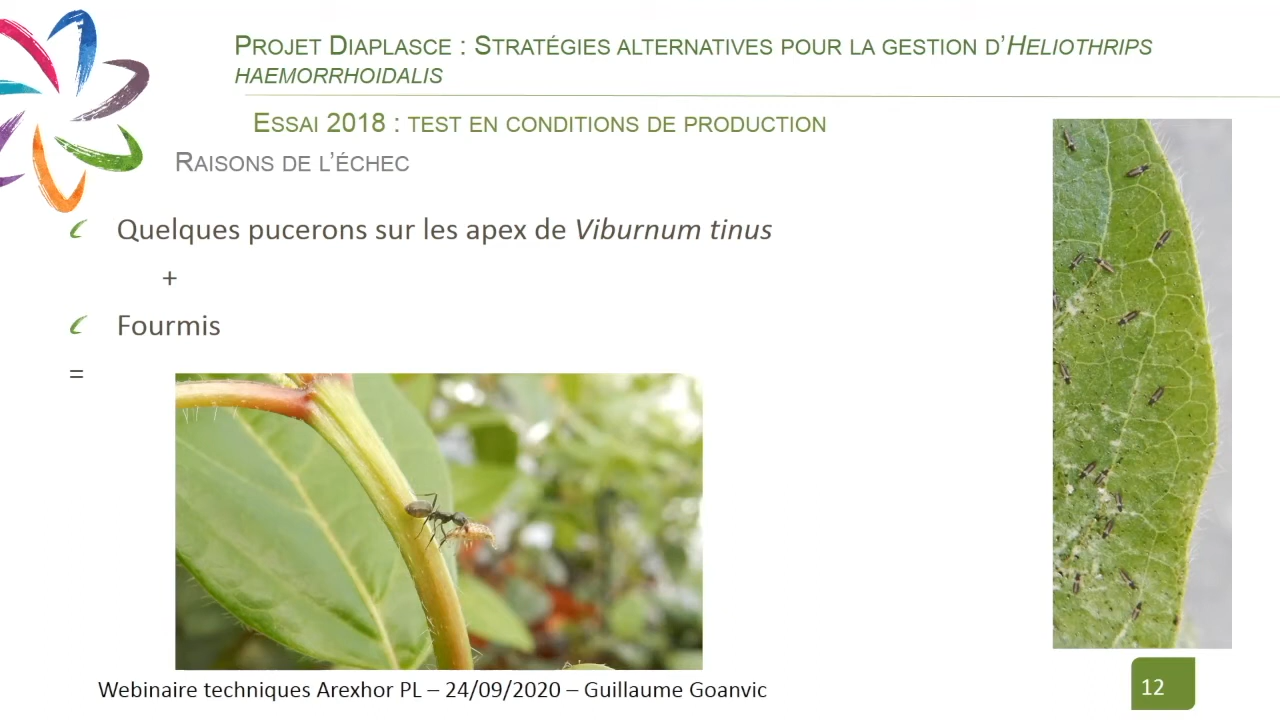 Projet Diaplasce : Stratégies alternatives pour la gestion d’Heliothrips
haemorrhoidalis
Essai 2018 : test en conditions de production
Raisons de l’échec
Quelques pucerons sur les apex de Viburnum tinus
+
Fourmis
=
Webinaire techniques Arexhor PL – 24/09/2020 – Guillaume Goanvic
12